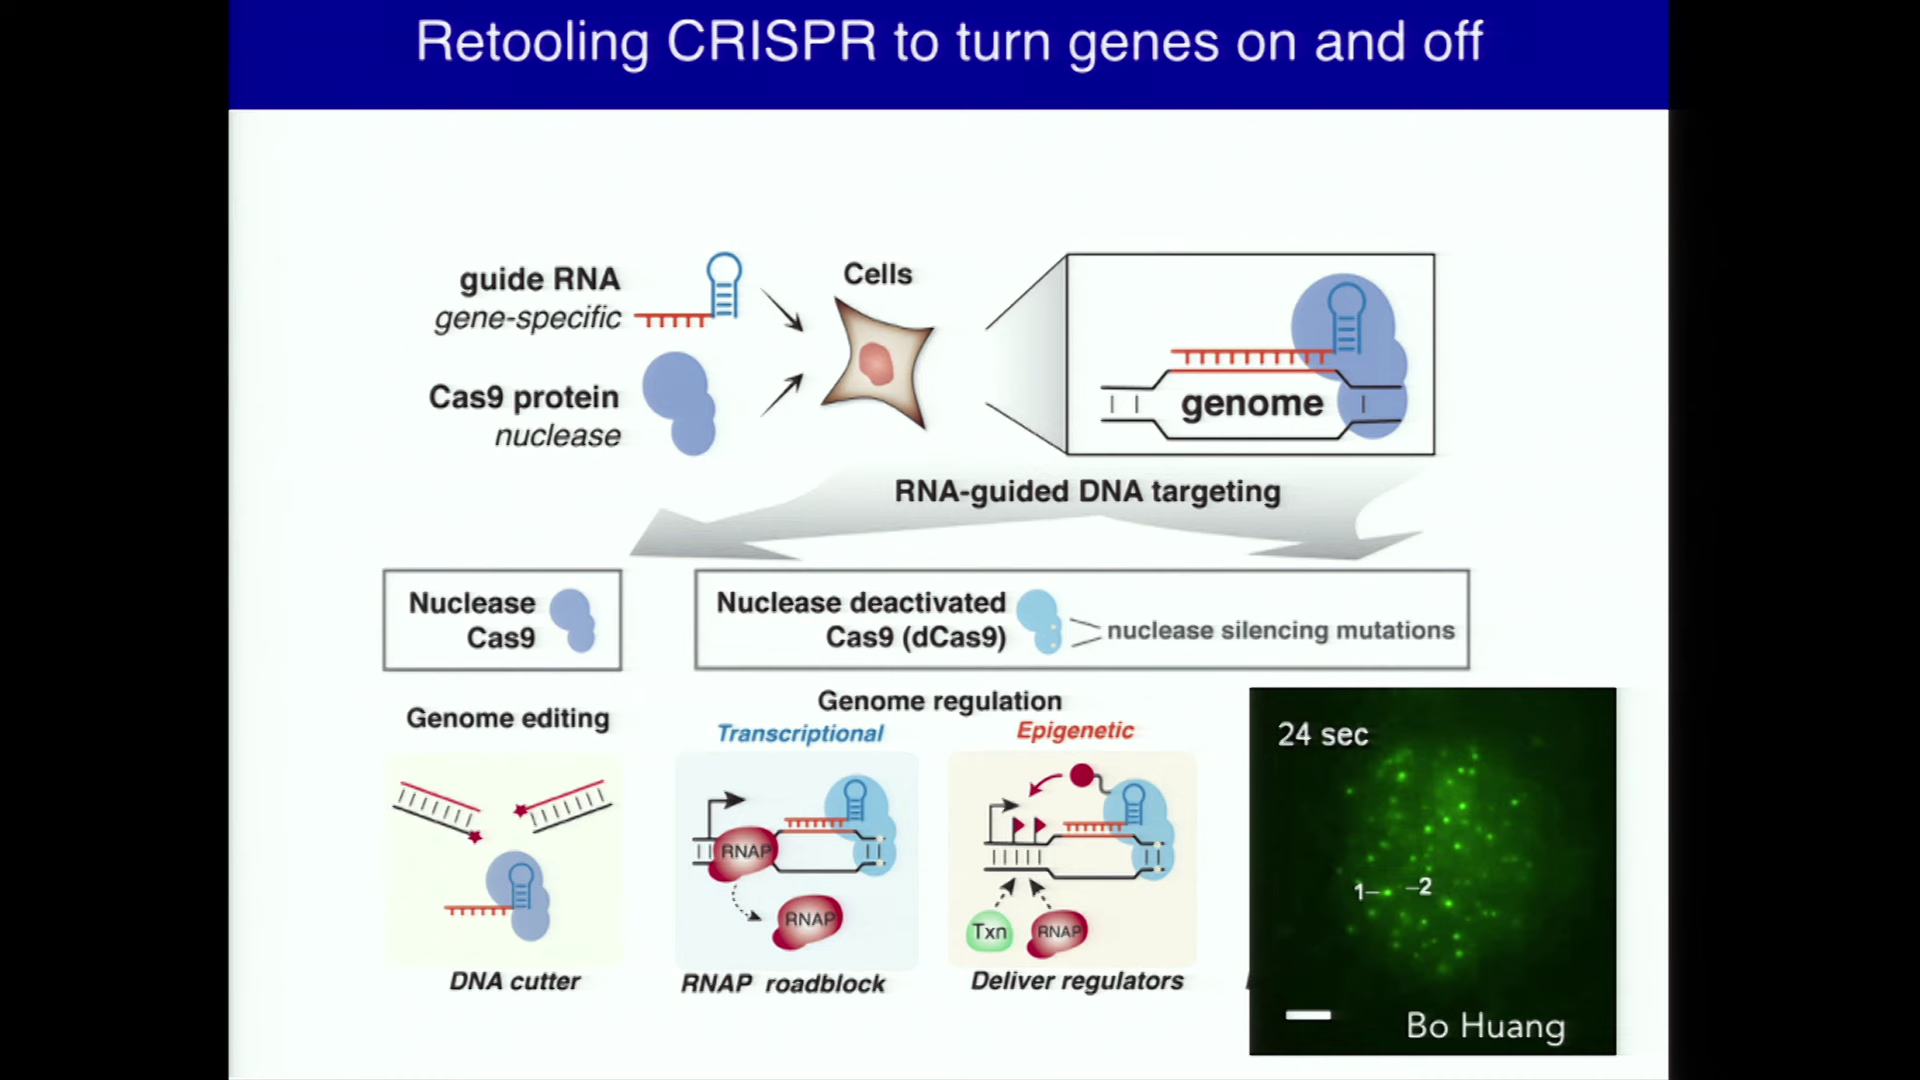 Retooling CRISPR to turn genes on and off
guide RNA
gene-specific
Cas9 protein
nuclease
Cells
genome
RNA-guided DNA targeting
Nuclease
Cas9
Nuclease deactivated
Cas9 (dCas9)
nuclease silencing mutations
Genome editing
Genome regulation
Transcriptional
Epigenetic
RNAP
RNAP
Txn
RNAP
DNA cutter
RNAP roadblock
Deliver regulators
24 sec
1
2
Bo Huang